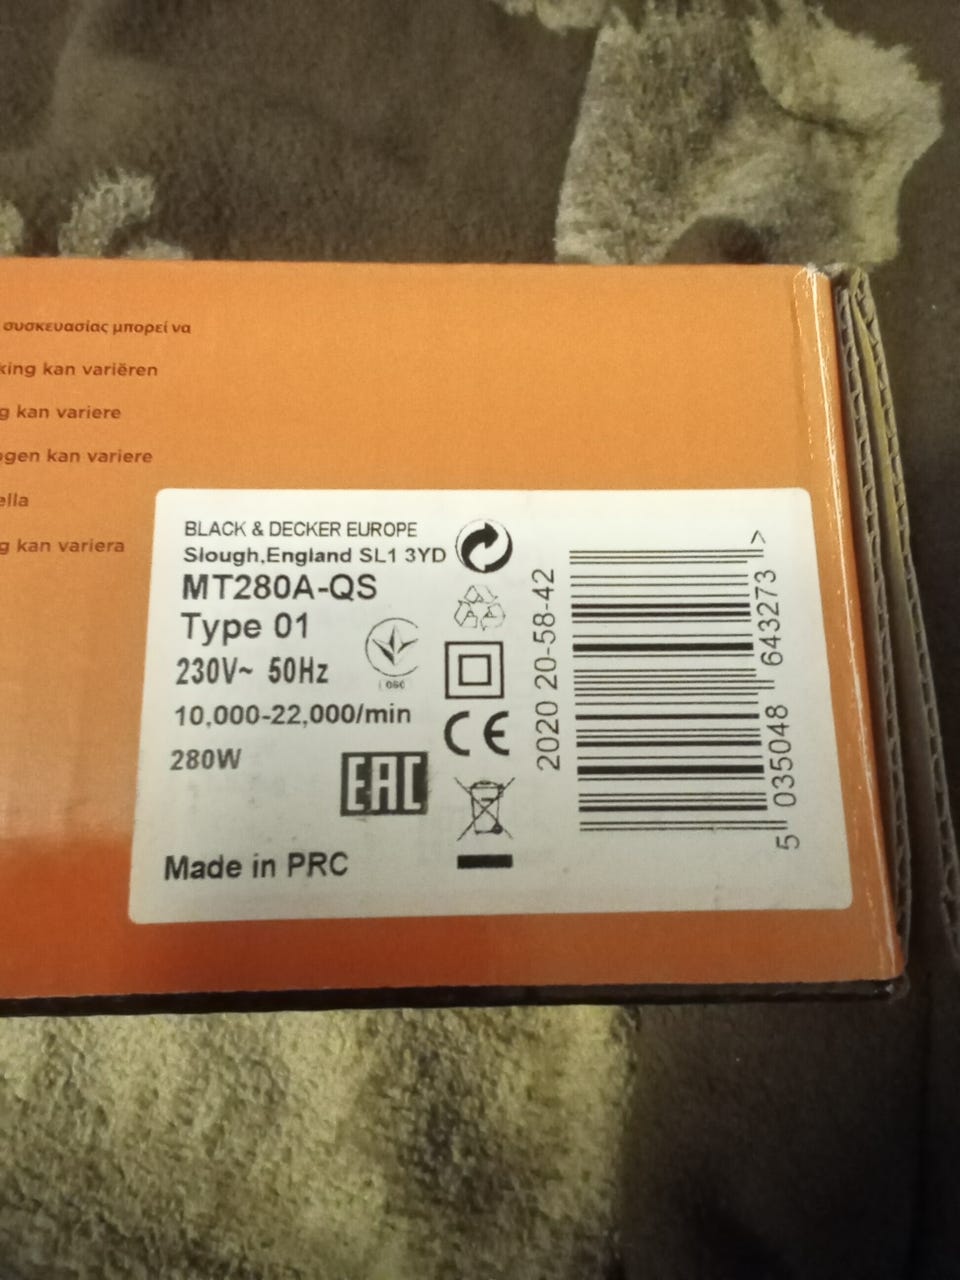 συσκευασίας μπορεί να
king kan variëren
g kan variere
ogen kan variere
ella
g kan variera
BLACK & DECKER EUROPE
Slough,England SL1 3YD
MT280A-QS
Type 01
230V~ 50Hz
10,000-22,000/min
280W
EAC
Made in PRC
CE
2020 20-58-42
5 035048 643273 >